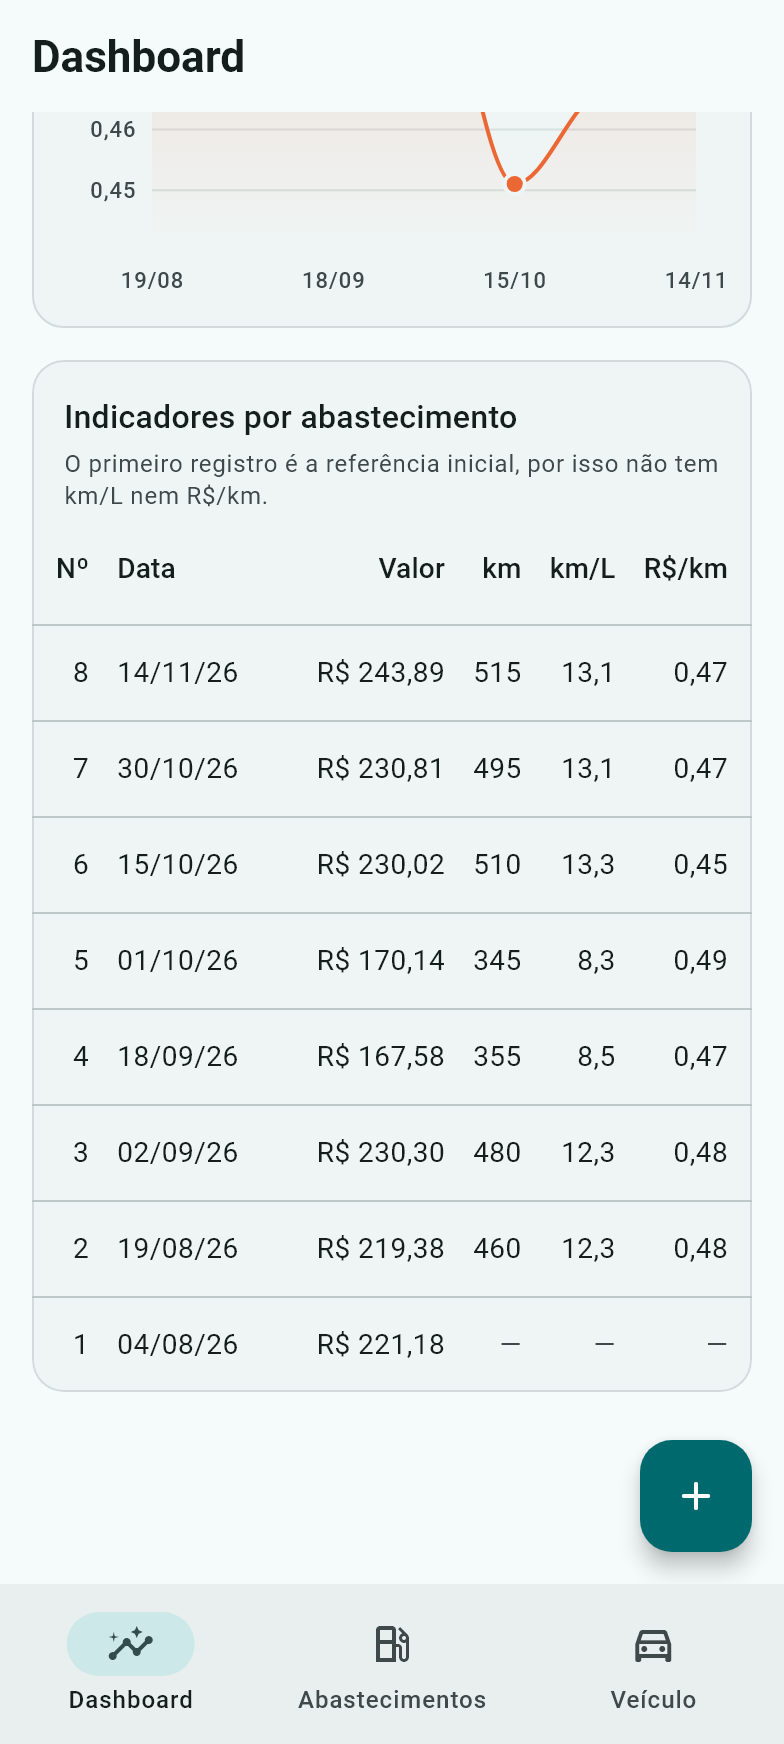 Dashboard
0,46
0,45
19/08 18/09 15/10 14/11
Indicadores por abastecimento
O primeiro registro é a referência inicial, por isso não tem
km/L nem R$/km.
Nº Data Valor km km/L R$/km
8 14/11/26 R$ 243,89 515 13,1 0,47
7 30/10/26 R$ 230,81 495 13,1 0,47
6 15/10/26 R$ 230,02 510 13,3 0,45
5 01/10/26 R$ 170,14 345 8,3 0,49
4 18/09/26 R$ 167,58 355 8,5 0,47
3 02/09/26 R$ 230,30 480 12,3 0,48
2 19/08/26 R$ 219,38 460 12,3 0,48
1 04/08/26 R$ 221,18 — — —
Dashboard Abastecimentos Veículo